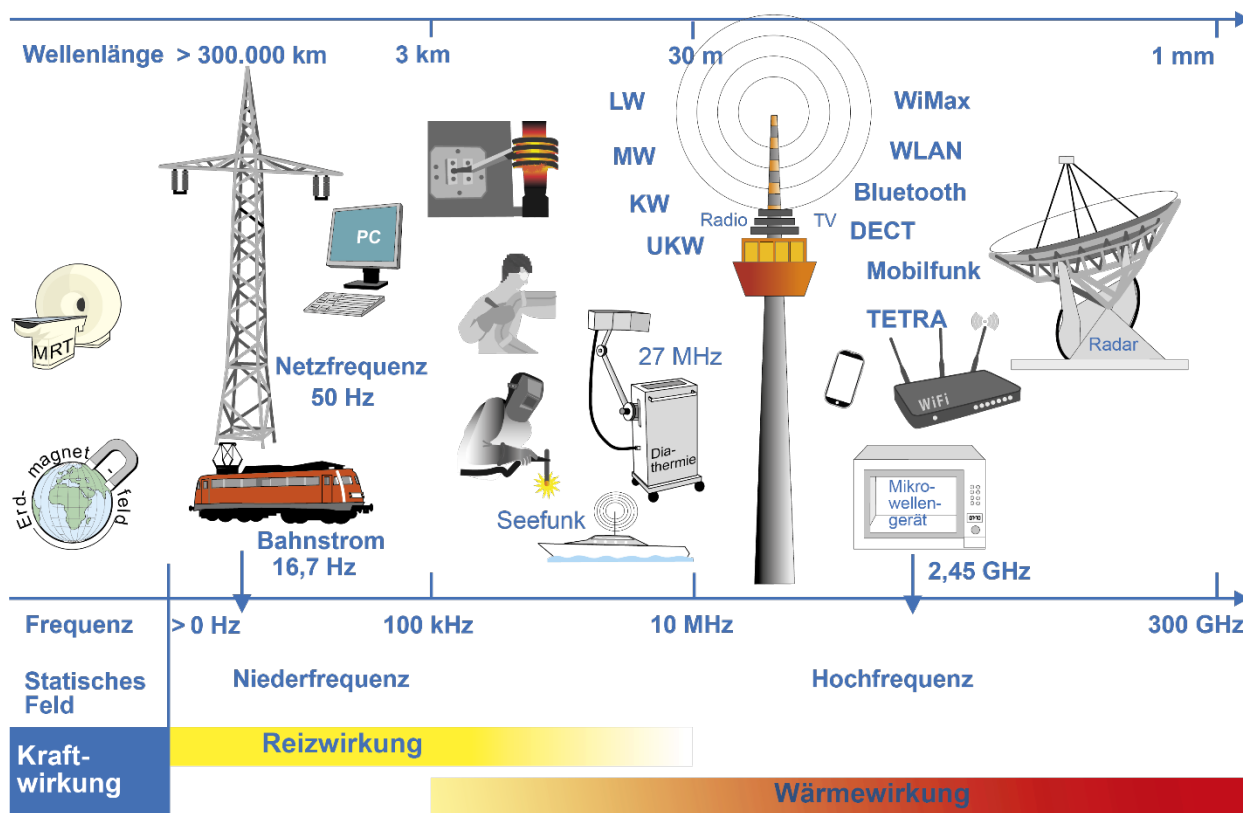 Wellenlänge > 300.000 km 3 km 30 m 1 mm
LW
MW
KW
UKW
Radio TV
WiMax
WLAN
Bluetooth
DECT
Mobilfunk
TETRA
PC
MRT
Netzfrequenz
50 Hz
27 MHz
Dia-
thermie
WiFi
Radar
Erd-
magnet-
feld
Bahnstrom
16,7 Hz
Seefunk
Mikro-
wellen-
gerät
2,45 GHz
Frequenz > 0 Hz 100 kHz 10 MHz 300 GHz
Statisches
Feld
Niederfrequenz Hochfrequenz
Kraft-
wirkung
Reizwirkung
Wärmewirkung